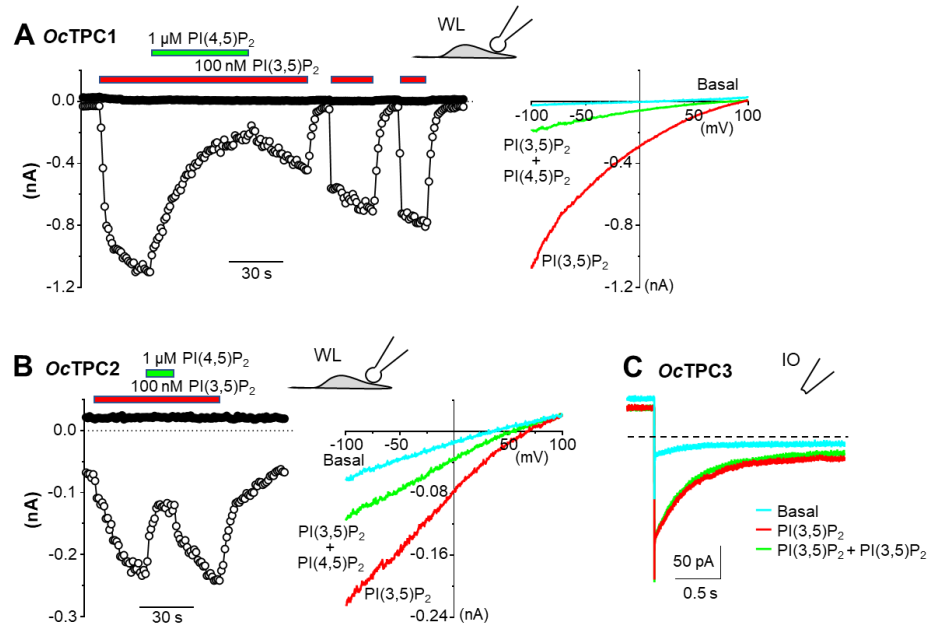 A OcTPC1
WL
1 µM PI(4,5)P2
100 nM PI(3,5)P2
0.0
-0.4
-0.8
-1.2
(nA)
30 s
Basal
-100 -50 50 100
(mV)
PI(3,5)P2
+
PI(4,5)P2
-0.4
-0.8
PI(3,5)P2
-1.2 (nA)
B OcTPC2
WL
1 µM PI(4,5)P2
100 nM PI(3,5)P2
0.0
-0.1
-0.2
-0.3
(nA)
30 s
-100 -50 50 100
Basal
(mV)
-0.08
PI(3,5)P2
+
PI(4,5)P2
-0.16
PI(3,5)P2
-0.24 (nA)
C OcTPC3
IO
Basal
PI(3,5)P2
PI(3,5)P2 + PI(3,5)P2
50 pA
0.5 s